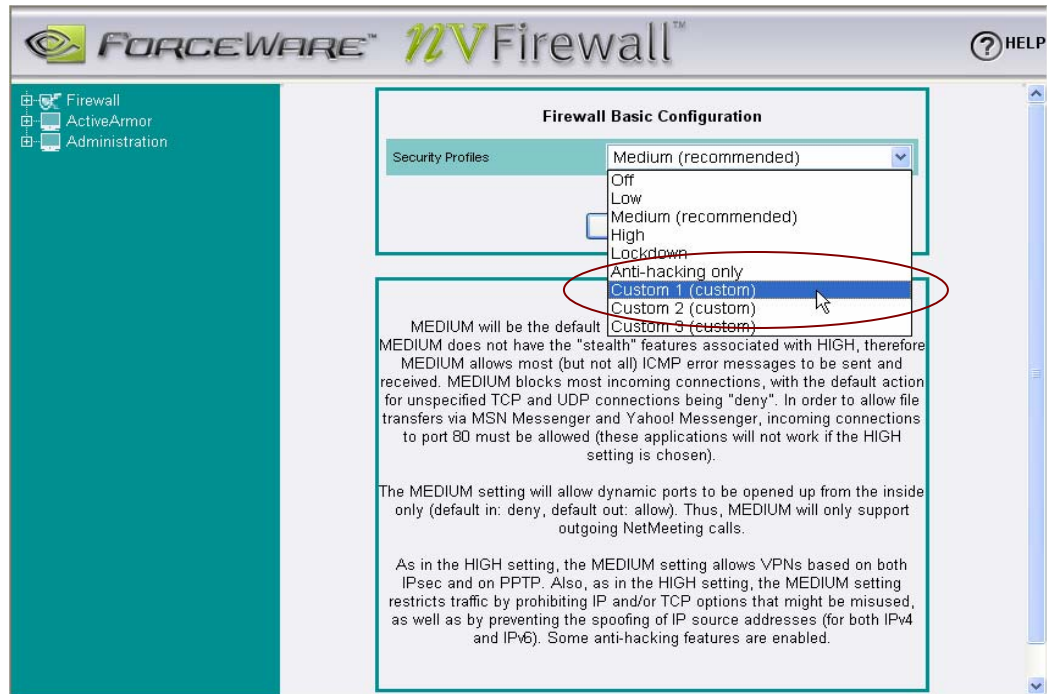 FORCEWARE™ NVFirewall™
HELP
Firewall
ActiveArmor
Administration
Firewall Basic Configuration
Security Profiles
Medium (recommended)
Off
Low
Medium (recommended)
High
Lockdown
Anti-hacking only
Custom 1 (custom)
Custom 2 (custom)
Custom 3 (custom)
MEDIUM will be the default
MEDIUM does not have the "stealth" features associated with HIGH, therefore
MEDIUM allows most (but not all) ICMP error messages to be sent and
received. MEDIUM blocks most incoming connections, with the default action
for unspecified TCP and UDP connections being "deny". In order to allow file
transfers via MSN Messenger and Yahoo! Messenger, incoming connections
to port 80 must be allowed (these applications will not work if the HIGH
setting is chosen).
The MEDIUM setting will allow dynamic ports to be opened up from the inside
only (default in: deny, default out: allow). Thus, MEDIUM will only support
outgoing NetMeeting calls.
As in the HIGH setting, the MEDIUM setting allows VPNs based on both
IPsec and on PPTP. Also, as in the HIGH setting, the MEDIUM setting
restricts traffic by prohibiting IP and/or TCP options that might be misused,
as well as by preventing the spoofing of IP source addresses (for both IPv4
and IPv6). Some anti-hacking features are enabled.